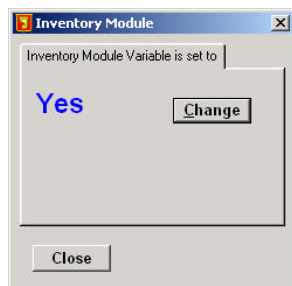 Inventory Module
Inventory Module Variable is set to
Yes
Change
Close